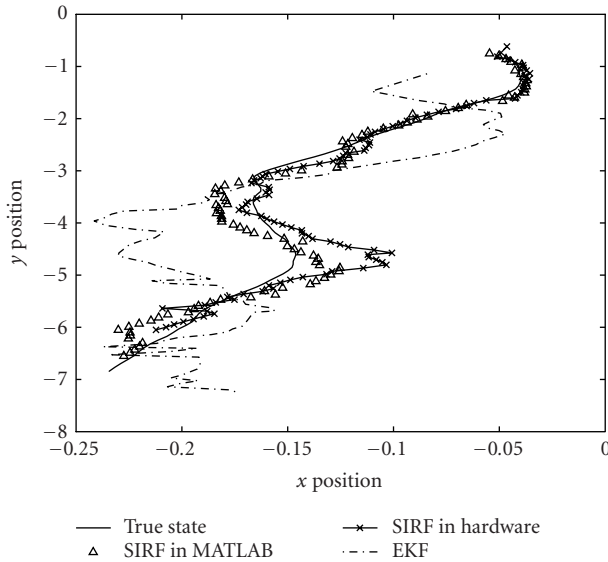 0
−1
−2
−3
−4
−5
−6
−7
−8
y position
−0.25 −0.2 −0.15 −0.1 −0.05 0
x position
True state
SIRF in MATLAB
SIRF in hardware
EKF